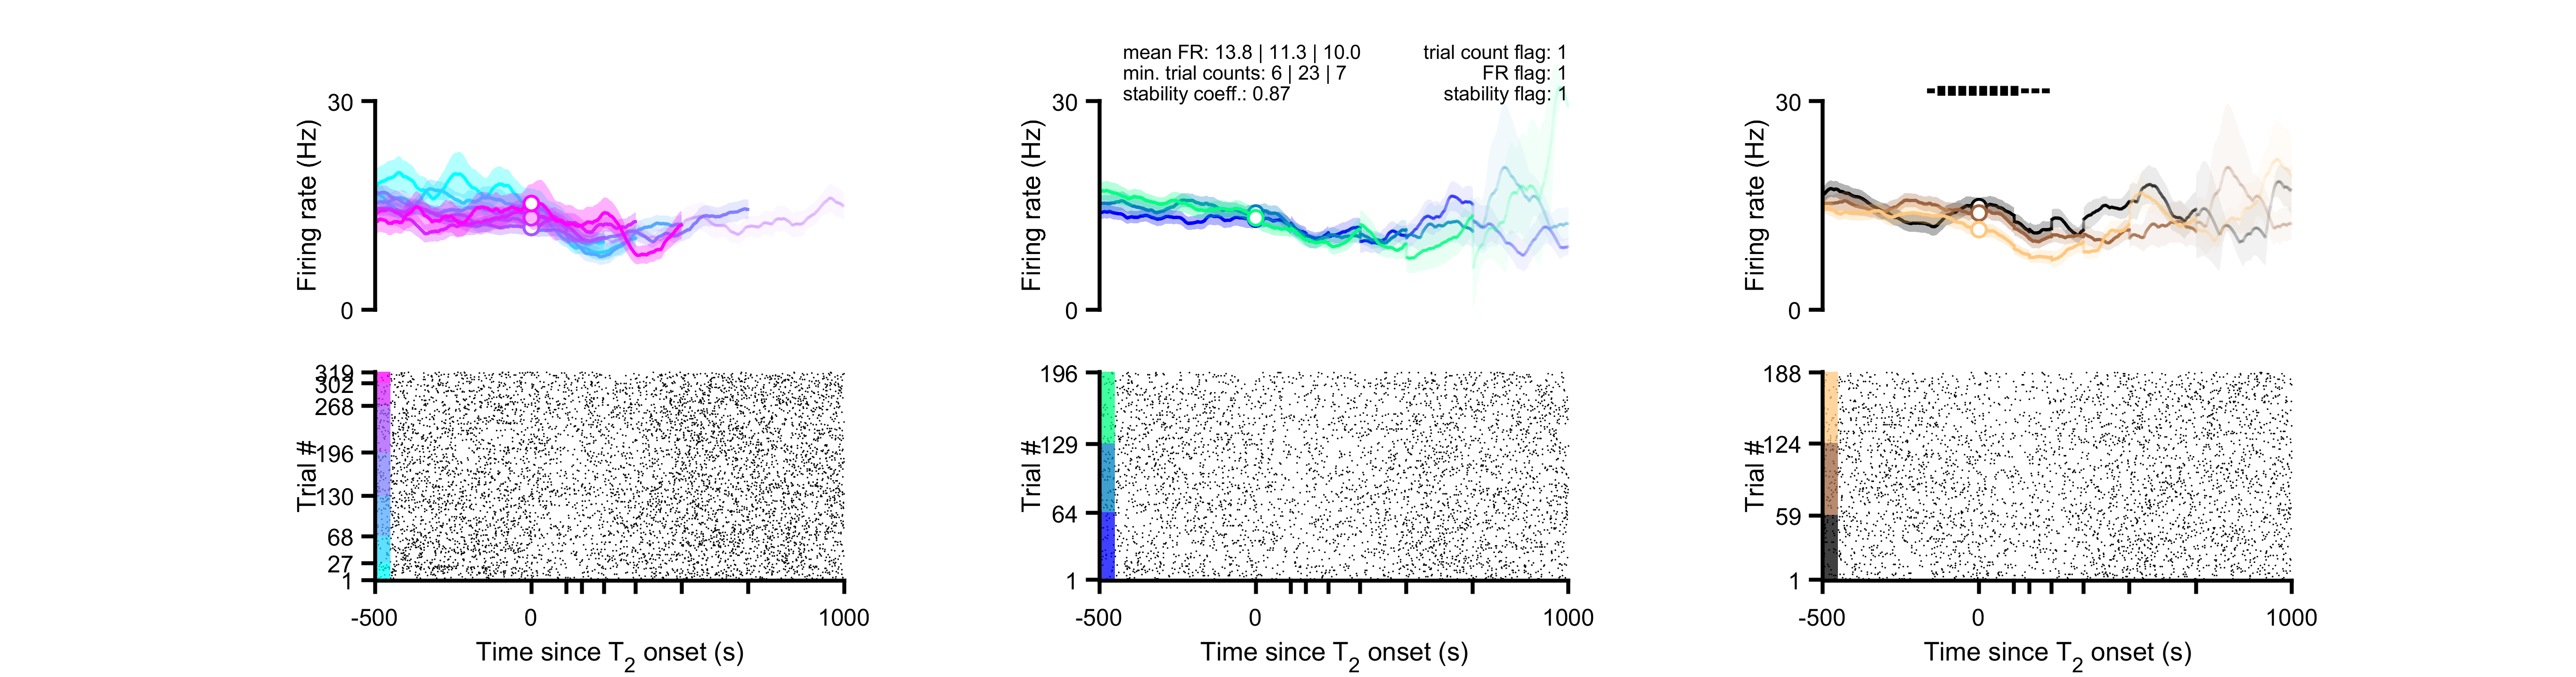 mean FR: 13.8 | 11.3 | 10.0
min. trial counts: 6 | 23 | 7
stability coeff.: 0.87
trial count flag: 1
FR flag: 1
stability flag: 1
30
0
Firing rate (Hz)
30
0
Firing rate (Hz)
30
0
Firing rate (Hz)
319
302
268
196
130
68
27
1
Trial #
-500
0
1000
Time since T2 onset (s)
196
129
64
1
Trial #
-500
0
1000
Time since T2 onset (s)
188
124
59
1
Trial #
-500
0
1000
Time since T2 onset (s)